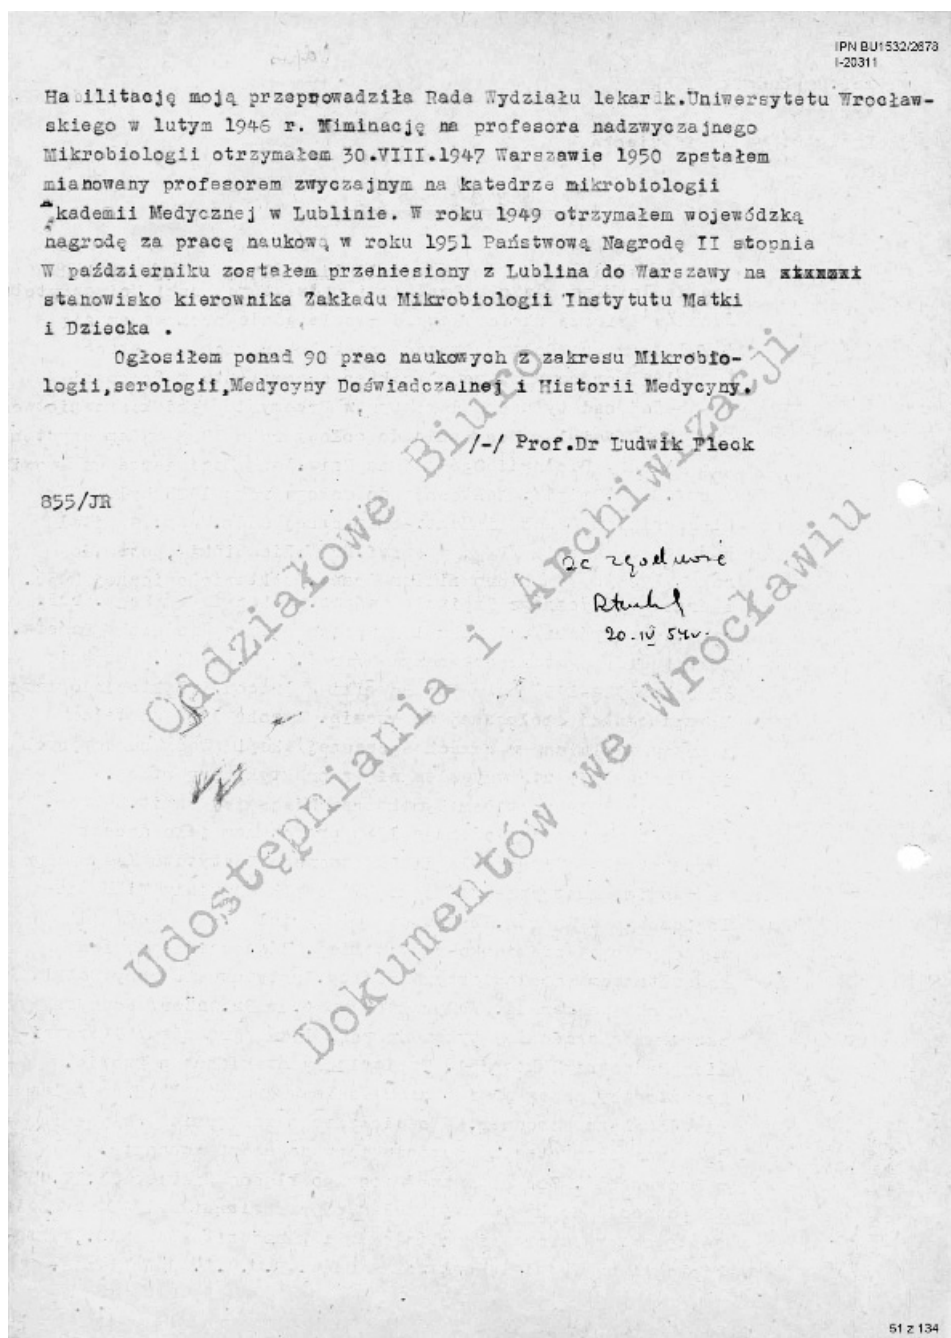 IPN BU1532/2678
I-20311
Habilitację moją przeprowadziła Rada Wydziału lekarsk.Uniwersytetu Wrocław-
skiego w lutym 1946 r. Niminację na profesora nadzwyczajnego
Mikrobiologii otrzymałem 30.VIII.1947 Warszawie 1950 zpstałem
mianowany profesorem zwyczajnym na katedrze mikrobiologii
Akademii Medycznej w Lublinie. W roku 1949 otrzymałem wojewódzką
nagrodę za pracę naukową w roku 1951 Państwową Nagrodę II stopnia
W październiku zostałem przeniesiony z Lublina do Warszawy na
stanowisko kierownika Zakładu Mikrobiologii Instytutu Matki
i Dziecka .
Ogłosiłem ponad 90 prac naukowych z zakresu Mikrobio-
logii,serologii,Medycyny Doświadczalnej i Historii Medycyny.
/-/ Prof.Dr Ludwik Fleck
855/JR
Za zgodność
20.IV 54r.
Oddziałowe Biuro
Udostępniania i Archiwizacji
Dokumentów we Wrocławiu
51 z 134